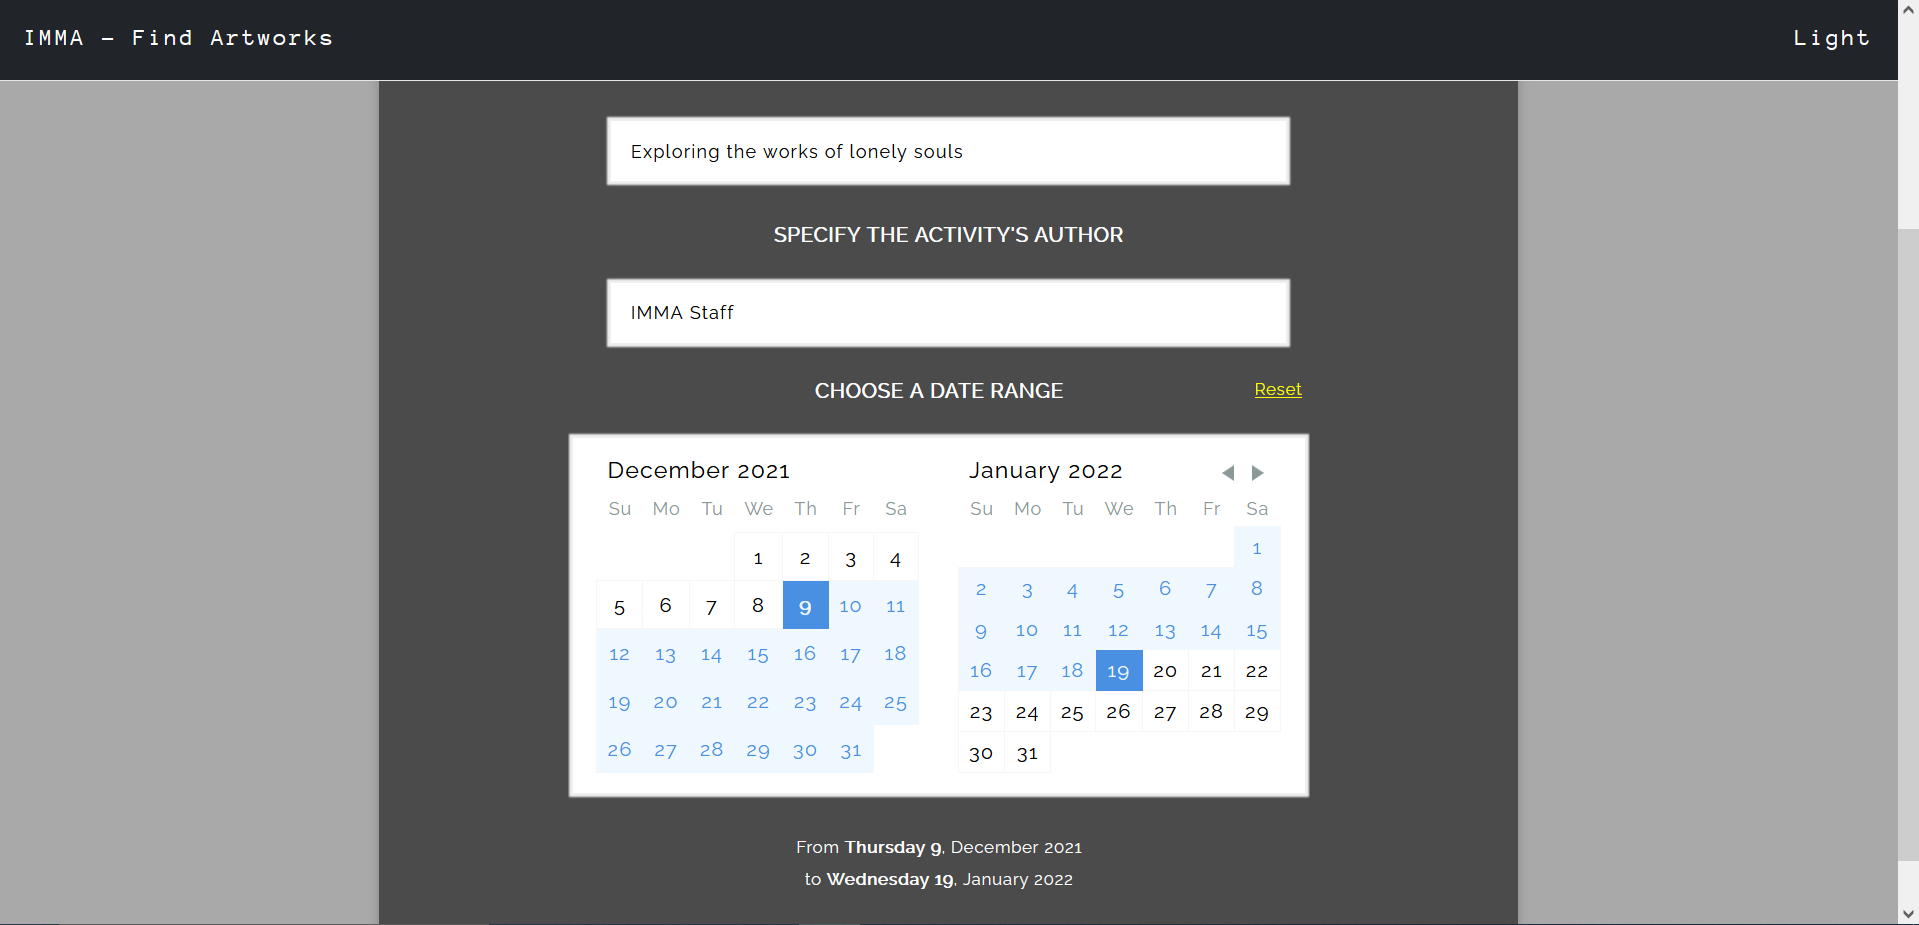 IMMA - Find Artworks
Light
Exploring the works of lonely souls
SPECIFY THE ACTIVITY'S AUTHOR
IMMA Staff
CHOOSE A DATE RANGE
Reset
December 2021
Su Mo Tu We Th Fr Sa
1 2 3 4
5 6 7 8 9 10 11
12 13 14 15 16 17 18
19 20 21 22 23 24 25
26 27 28 29 30 31
January 2022
Su Mo Tu We Th Fr Sa
1
2 3 4 5 6 7 8
9 10 11 12 13 14 15
16 17 18 19 20 21 22
23 24 25 26 27 28 29
30 31
From Thursday 9, December 2021
to Wednesday 19, January 2022